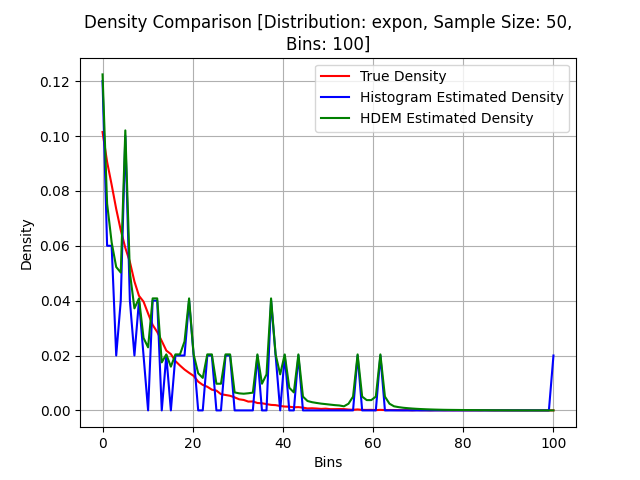 Density Comparison [Distribution: expon, Sample Size: 50,
Bins: 100]
True Density
Histogram Estimated Density
HDEM Estimated Density
Density
0.12
0.10
0.08
0.06
0.04
0.02
0.00
0 20 40 60 80 100
Bins